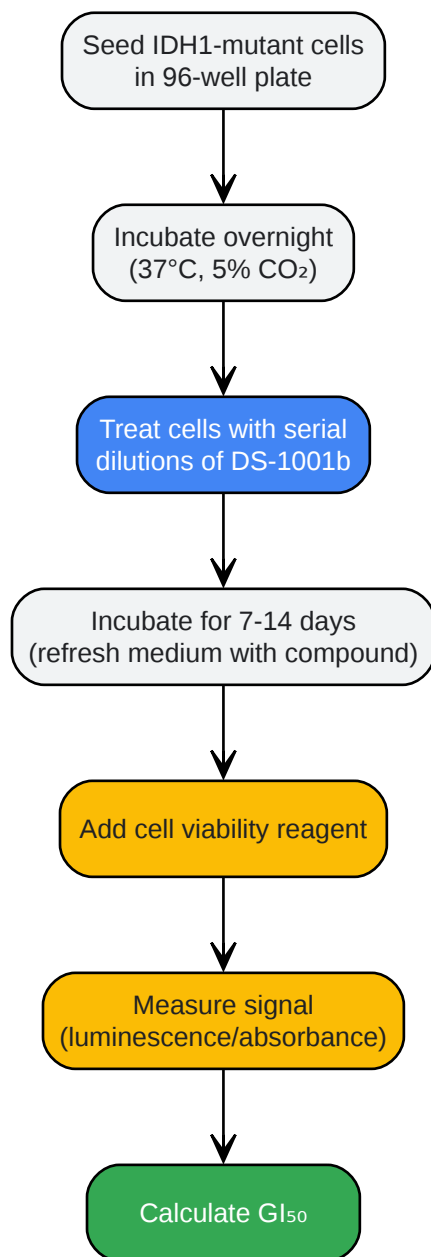 Seed IDH1-mutant cells
in 96-well plate
Incubate overnight
(37°C, 5% CO₂)
Treat cells with serial
dilutions of DS-1001b
Incubate for 7-14 days
(refresh medium with compound)
Add cell viability reagent
Measure signal
(luminescence/absorbance)
Calculate GI₅₀